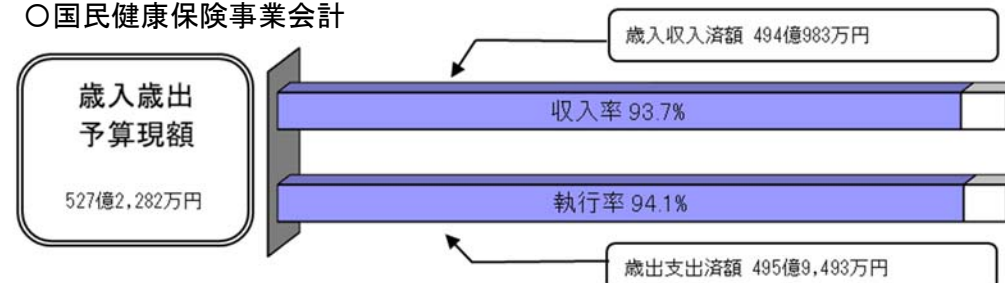 〇国民健康保険事業会計
歳入収入済額 494億983万円
歳入歳出
予算現額
527億2,282万円
収入率 93.7%
執行率 94.1%
歳出支出済額 495億9,493万円